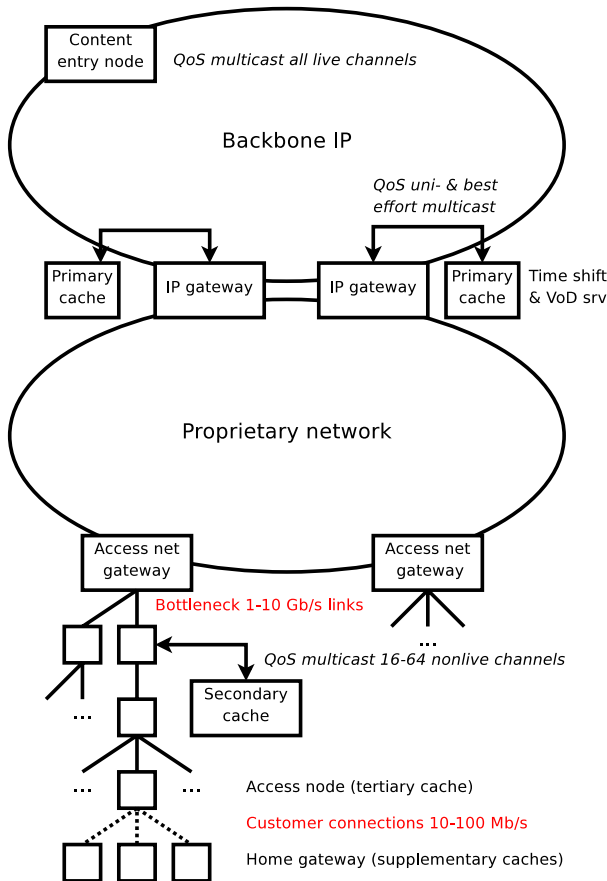 Content
entry node
QoS multicast all live channels
Backbone IP
QoS uni- & best
effort multicast
Primary
cache
IP gateway
IP gateway
Primary
cache
Time shift
& VoD srv
Proprietary network
Access net
gateway
Access net
gateway
Bottleneck 1-10 Gb/s links
...
QoS multicast 16-64 nonlive channels
Secondary
cache
...
...
...
Access node (tertiary cache)
Customer connections 10-100 Mb/s
Home gateway (supplementary caches)